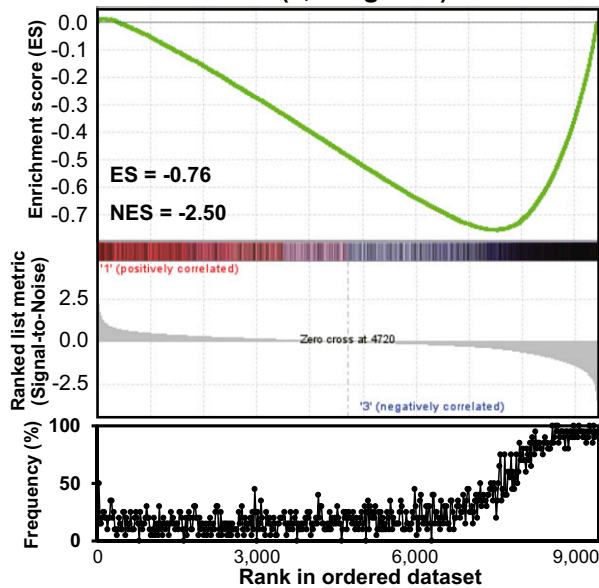 Enrichment score (ES)
0.0
-0.1
-0.2
-0.3
-0.4
-0.5
-0.6
-0.7
ES = -0.76
NES = -2.50
'1' (positively correlated)
Ranked list metric
(Signal-to-Noise)
2.5
0.0
-2.5
Zero cross at 4720
'3' (negatively correlated)
Frequency (%)
100
50
0
0 3,000 6,000 9,000
Rank in ordered dataset